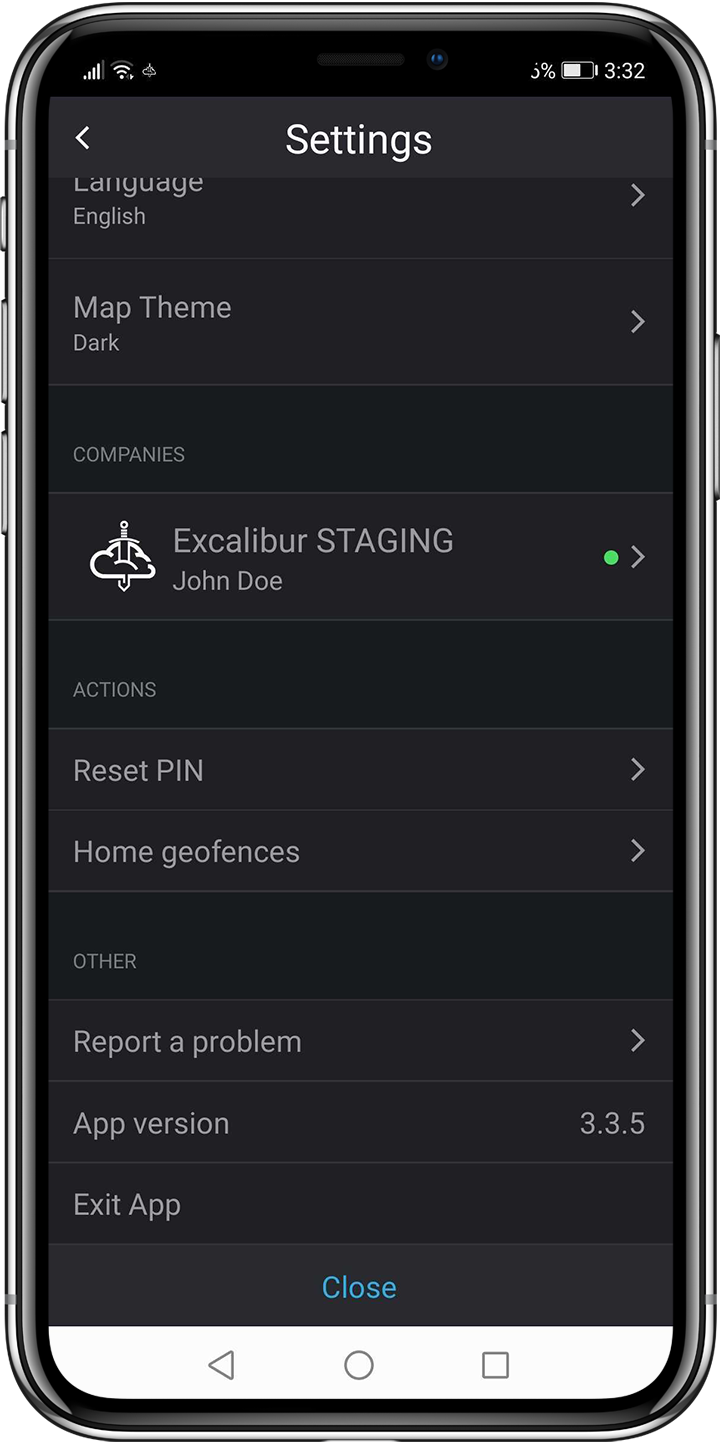 3:32
Settings
Language
English
Map Theme
Dark
COMPANIES
Excalibur STAGING
John Doe
ACTIONS
Reset PIN
Home geofences
OTHER
Report a problem
App version 3.3.5
Exit App
Close